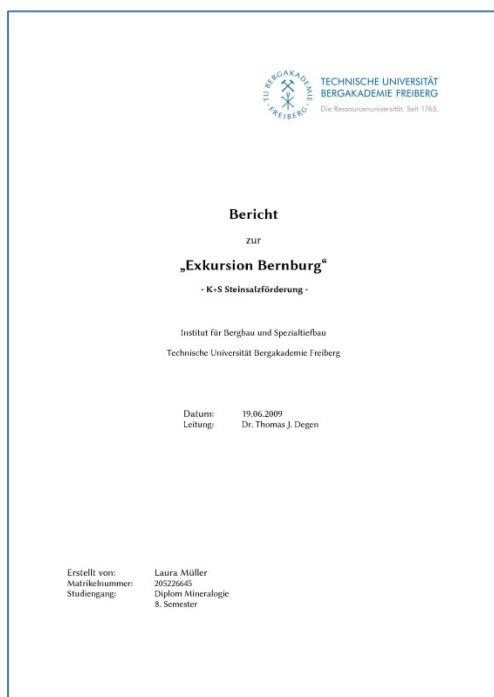 TU BERGAKADEMIE
· FREIBERG ·
TECHNISCHE UNIVERSITÄT
BERGAKADEMIE FREIBERG
Die Ressourcenuniversität. Seit 1765.
Bericht
zur
„Exkursion Bernburg“
- K+S Steinsalzförderung -
Institut für Bergbau und Spezialtiefbau
Technische Universität Bergakademie Freiberg
Datum: 19.06.2009
Leitung: Dr. Thomas J. Degen
Erstellt von: Laura Müller
Matrikelnummer: 205226645
Studiengang: Diplom Mineralogie
8. Semester